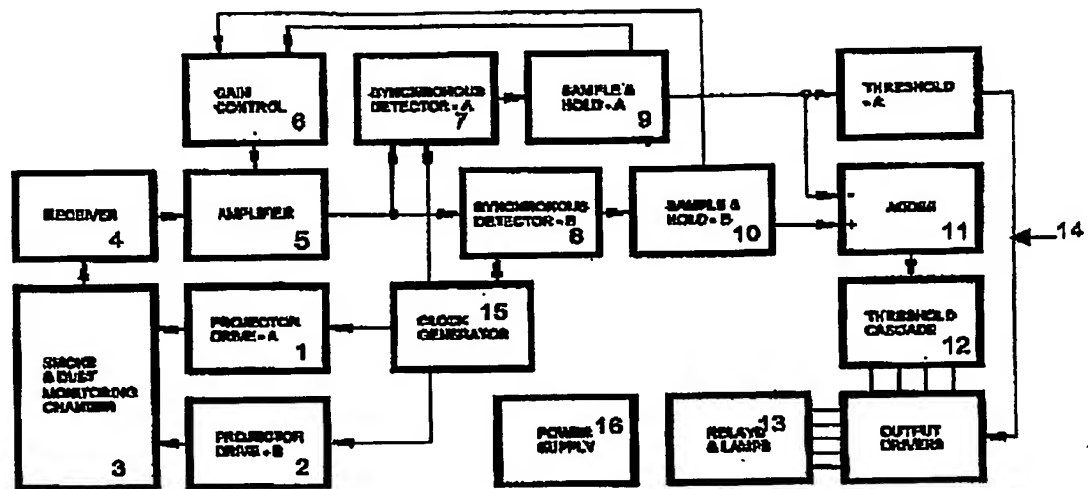 GAIN
CONTROL
6
SYNCHRONOUS
DETECTOR - A
7
SAMPLE &
HOLD - A
9
THRESHOLD
- A
RECEIVER
4
AMPLIFIER
5
SYNCHRONOUS
DETECTOR - B
8
SAMPLE &
HOLD - B
10
-
+
ADDER
11
14
SMOKE
& DUST
MONITORING
CHAMBER
3
PROJECTOR
DRIVE - A
1
15
CLOCK
GENERATOR
THRESHOLD
CASCADE
12
PROJECTOR
DRIVE - B
2
POWER
SUPPLY
16
RELAYS
& LAMPS
13
OUTPUT
DRIVERS